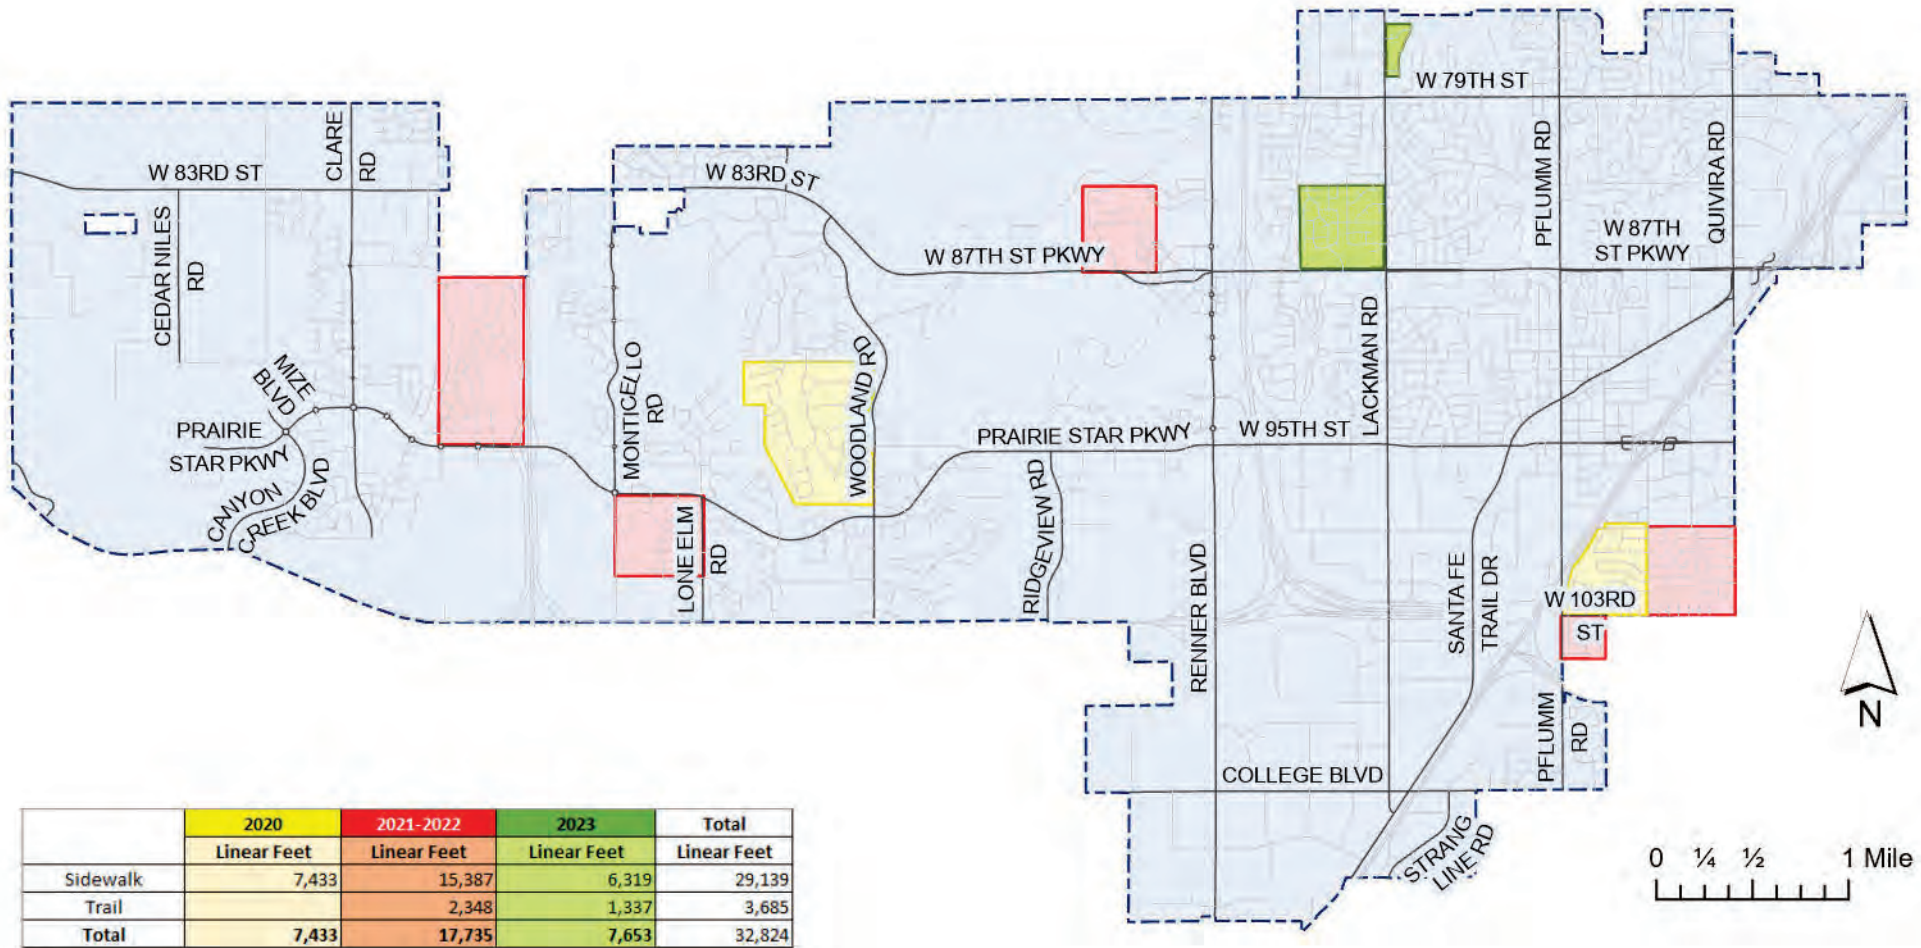 W 79TH ST
CLARE
RD
W 83RD ST
W 83RD ST
PFLUMM RD
QUIVIRA RD
CEDAR NILES
RD
W 87TH ST PKWY
W 87TH
ST PKWY
MIZE
BLVD
MONTICELLO
RD
WOODLAND RD
LACKMAN RD
PRAIRIE
STAR PKWY
PRAIRIE STAR PKWY
W 95TH ST
CANYON
CREEK BLVD
LONE ELM
RD
RIDGEVIEW RD
RENNER BLVD
SANTA FE
TRAIL DR
W 103RD
ST
PFLUMM
RD
N
COLLEGE BLVD
STRANG
LINE RD
0 ¼ ½ 1 Mile
2020 2021-2022 2023 Total
Linear Feet Linear Feet Linear Feet Linear Feet
Sidewalk 7,433 15,387 6,319 29,139
Trail 2,348 1,337 3,685
Total 7,433 17,735 7,653 32,824